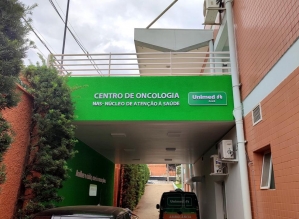 CENTRO DE ONCOLOGIA
NAS- NÚCLEO DE ATENÇÃO À SAÚDE
Unimed